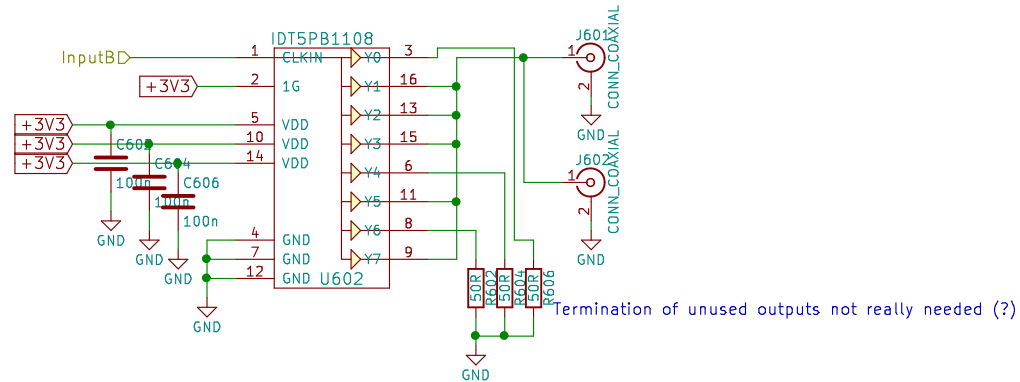 IDT5PB1108
InputB
1
CLKIN
Y0
3
+3V3
2
1G
Y1
16
Y2
13
+3V3
5
VDD
+3V3
10
VDD
Y3
15
+3V3
14
VDD
Y4
6
C602
100n
C604
100n
C606
100n
Y5
11
Y6
8
4
GND
7
GND
Y7
9
12
GND
U602
GND
GND
GND
GND
J601
1
2
CONN_COAXIAL
GND
J602
1
2
CONN_COAXIAL
GND
50R
R602
50R
R604
50R
R606
GND
Termination of unused outputs not really needed (?)